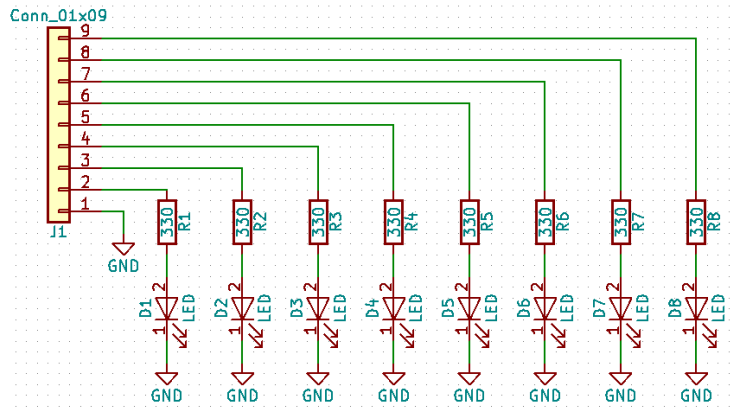 Conn_01x09
9
8
7
6
5
4
3
2
1
J1
GND
330 R1 330 R2 330 R3 330 R4 330 R5 330 R6 330 R7 330 R8
2 2 2 2 2 2 2 2
D1 LED D2 LED D3 LED D4 LED D5 LED D6 LED D7 LED D8 LED
1 1 1 1 1 1 1 1
GND GND GND GND GND GND GND GND